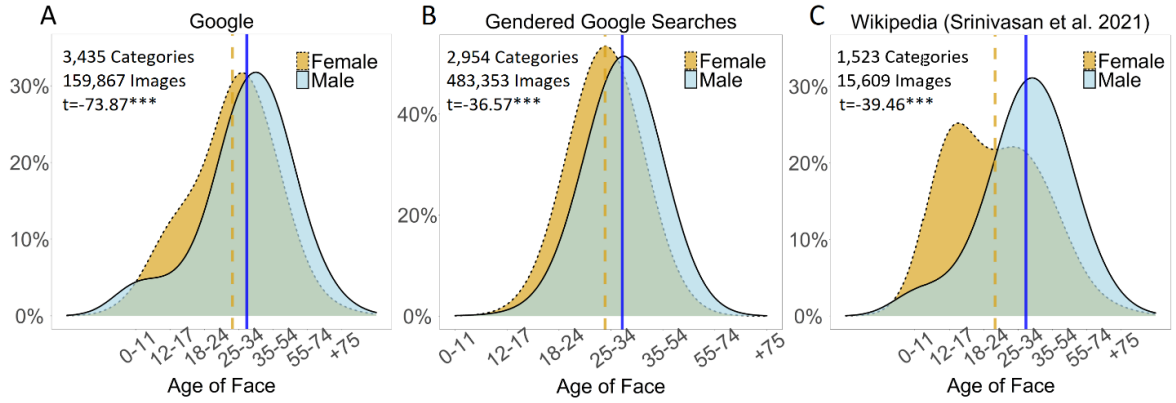 A
Google
3,435 Categories
159,867 Images
t=-73.87***
Female
Male
30%
20%
10%
0%
0-11
12-17
18-24
25-34
35-54
55-74
+75
Age of Face
B
Gendered Google Searches
2,954 Categories
483,353 Images
t=-36.57***
Female
Male
40%
20%
0%
0-11
12-17
18-24
25-34
35-54
55-74
+75
Age of Face
C
Wikipedia (Srinivasan et al. 2021)
1,523 Categories
15,609 Images
t=-39.46***
Female
Male
30%
20%
10%
0%
0-11
12-17
18-24
25-34
35-54
55-74
+75
Age of Face